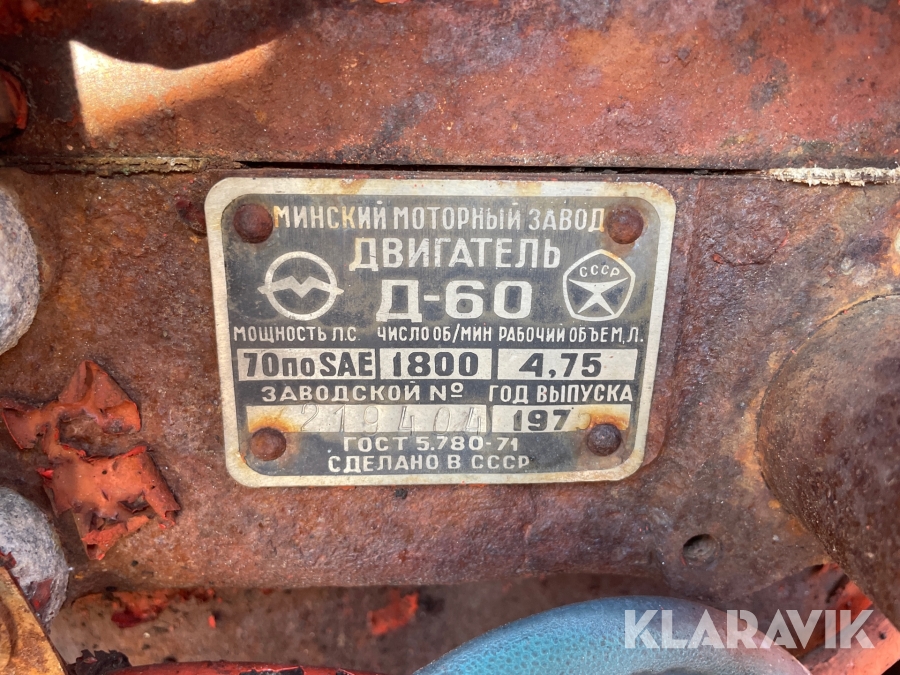 МИНСКИЙ МОТОРНЫЙ ЗАВОД
ДВИГАТЕЛЬ
СССР
Д-60
МОЩНОСТЬ Л.С. ЧИСЛО ОБ/МИН РАБОЧИЙ ОБЪЕМ, Л.
70 по SAE 1800 4,75
ЗАВОДСКОЙ № ГОД ВЫПУСКА
219404 197
ГОСТ 5.780-71
СДЕЛАНО В СССР
KLARAVIK